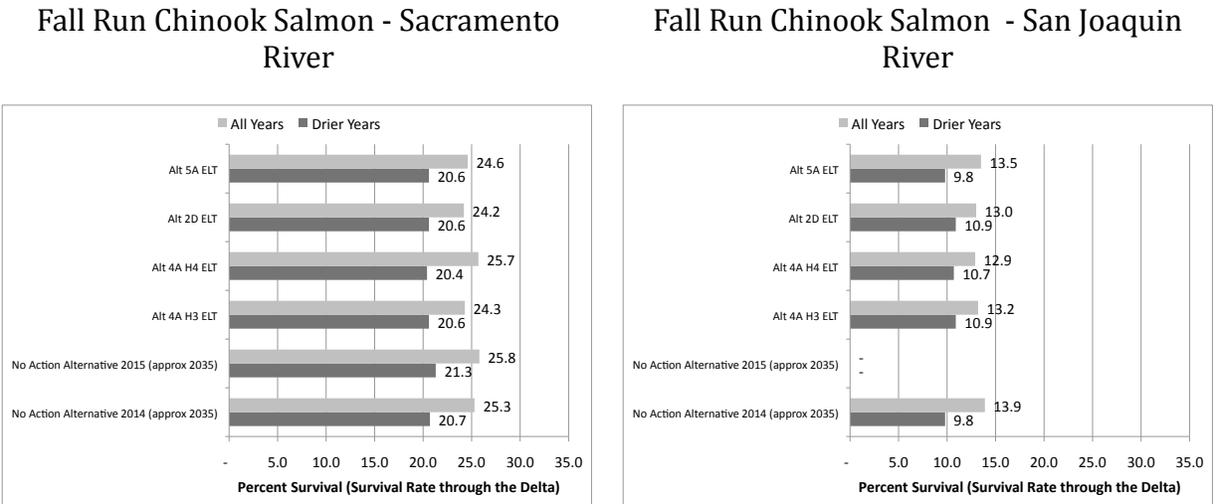 Fall Run Chinook Salmon - Sacramento
River
All Years Drier Years
Alt 5A ELT 24.6
20.6
Alt 2D ELT 24.2
20.6
Alt 4A H4 ELT 25.7
20.4
Alt 4A H3 ELT 24.3
20.6
No Action Alternative 2015 (approx 2035) 25.8
21.3
No Action Alternative 2014 (approx 2035) 25.3
20.7
- 5.0 10.0 15.0 20.0 25.0 30.0 35.0
Percent Survival (Survival Rate through the Delta)
Fall Run Chinook Salmon - San Joaquin
River
All Years Drier Years
Alt 5A ELT 13.5
9.8
Alt 2D ELT 13.0
10.9
Alt 4A H4 ELT 12.9
10.7
Alt 4A H3 ELT 13.2
10.9
No Action Alternative 2015 (approx 2035) -
-
No Action Alternative 2014 (approx 2035) 13.9
9.8
- 5.0 10.0 15.0 20.0 25.0 30.0 35.0
Percent Survival (Survival Rate through the Delta)